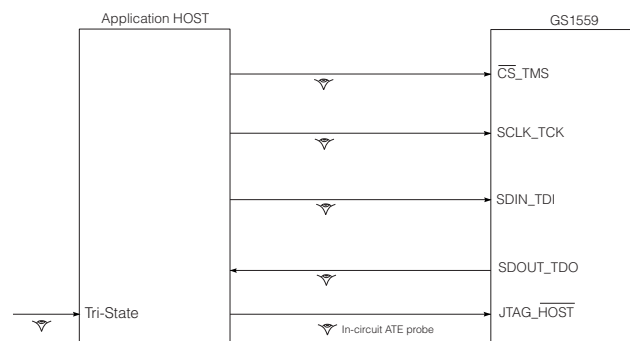 Application HOST
GS1559
CS_TMS
SCLK_TCK
SDIN_TDI
SDOUT_TDO
Tri-State
JTAG_HOST
In-circuit ATE probe